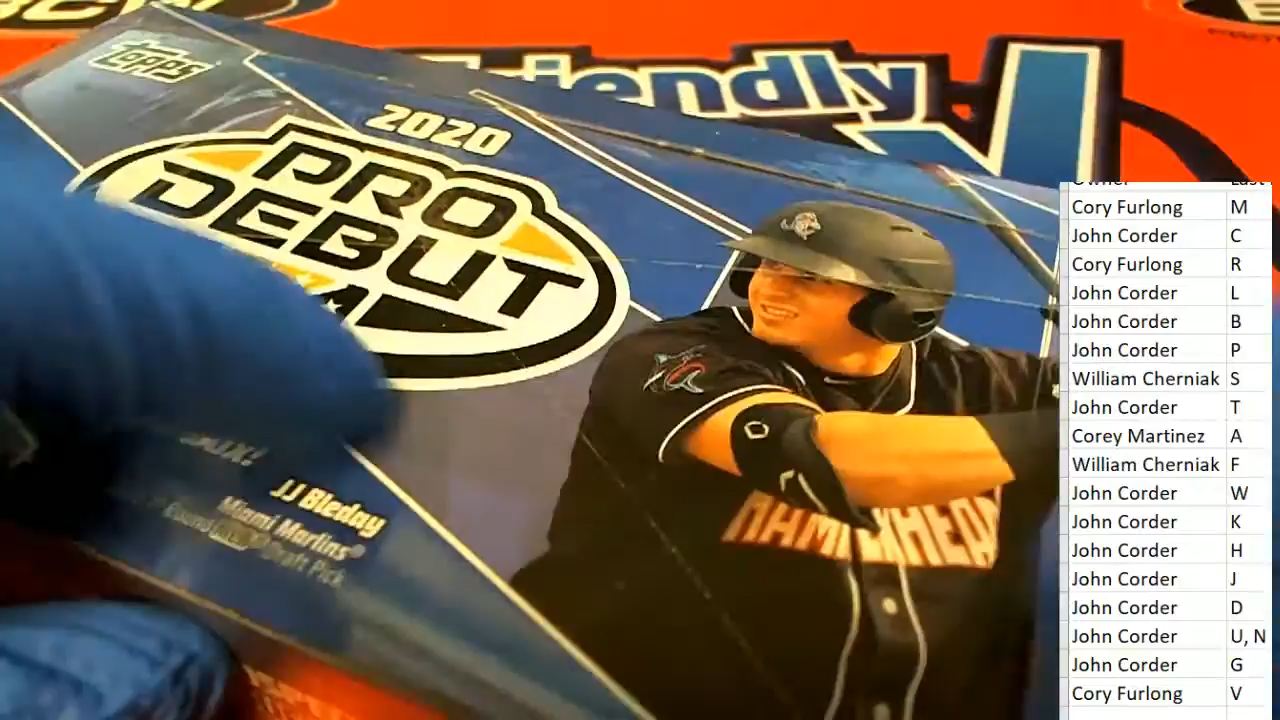 Topps
2020
PRO
DEBUT
JJ Bleday
Miami Marlins®
Draft Pick
Friendly
Owner Last
Cory Furlong M
John Corder C
Cory Furlong R
John Corder L
John Corder B
John Corder P
William Cherniak S
John Corder T
Corey Martinez A
William Cherniak F
John Corder W
John Corder K
John Corder H
John Corder J
John Corder D
John Corder U, N
John Corder G
Cory Furlong V